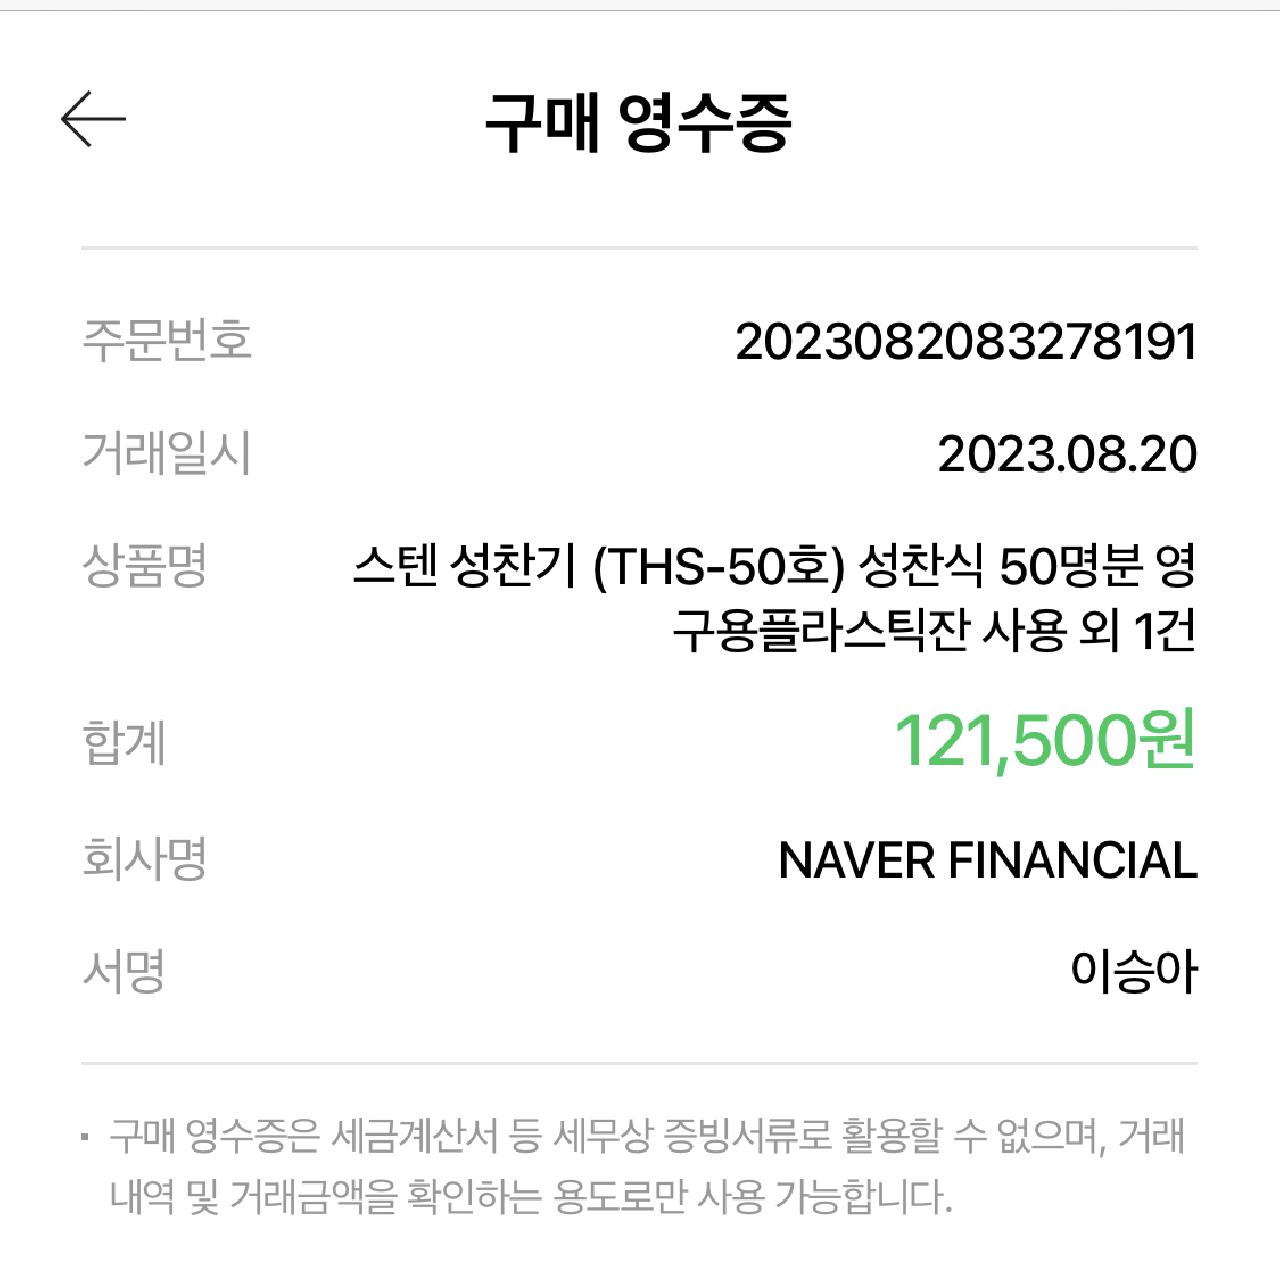 구매 영수증
주문번호 2023082083278191
거래일시 2023.08.20
상품명 스텐 성찬기 (THS-50호) 성찬식 50명분 영
구용플라스틱잔 사용 외 1건
합계 121,500원
회사명 NAVER FINANCIAL
서명 이승아
▪ 구매 영수증은 세금계산서 등 세무상 증빙서류로 활용할 수 없으며, 거래
내역 및 거래금액을 확인하는 용도로만 사용 가능합니다.